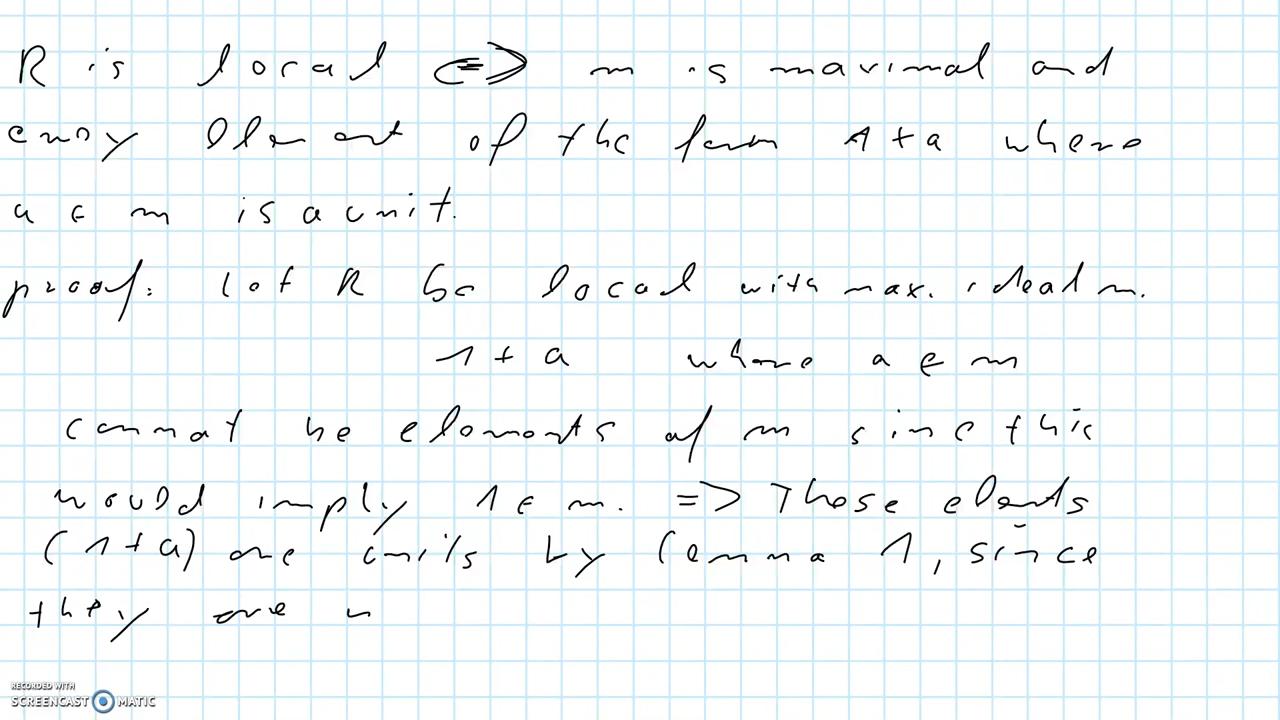 R is local <=> m is maximal and
every element of the form 1 + a where
a ∈ m is a unit.
proof: Let R be local with max. ideal m.
1 + a where a ∈ m
cannot be elements of m since this
would imply 1 ∈ m. => Those elements
(1 + a) are units by Lemma 1, since
they are n
RECORDED WITH
SCREENCAST MATIC